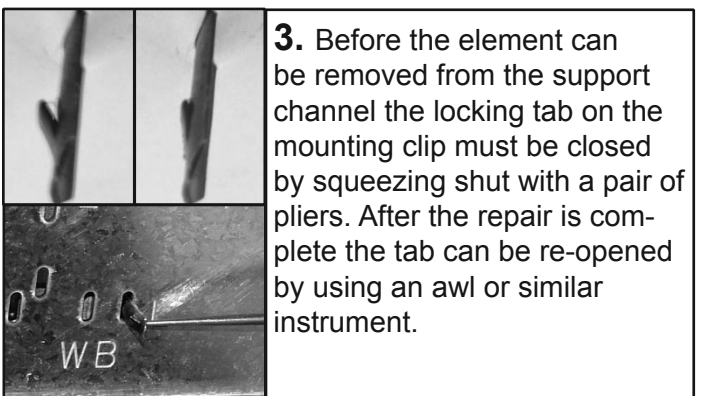 3. Before the element can
be removed from the support
channel the locking tab on the
mounting clip must be closed
by squeezing shut with a pair of
pliers. After the repair is com-
plete the tab can be re-opened
by using an awl or similar
instrument.
WB